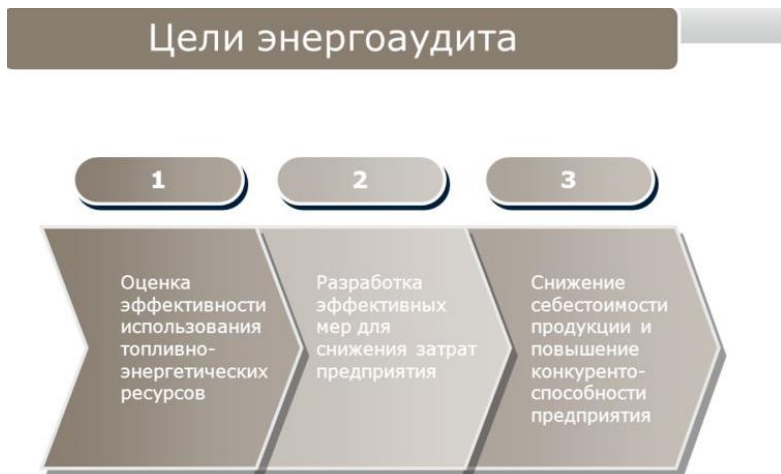 Цели энергоаудита
1
2
3
Оценка
эффективности
использования
топливно-
энергетических
ресурсов
Разработка
эффективных
мер для
снижения затрат
предприятия
Снижение
себестоимости
продукции и
повышение
конкуренто-
способности
предприятия